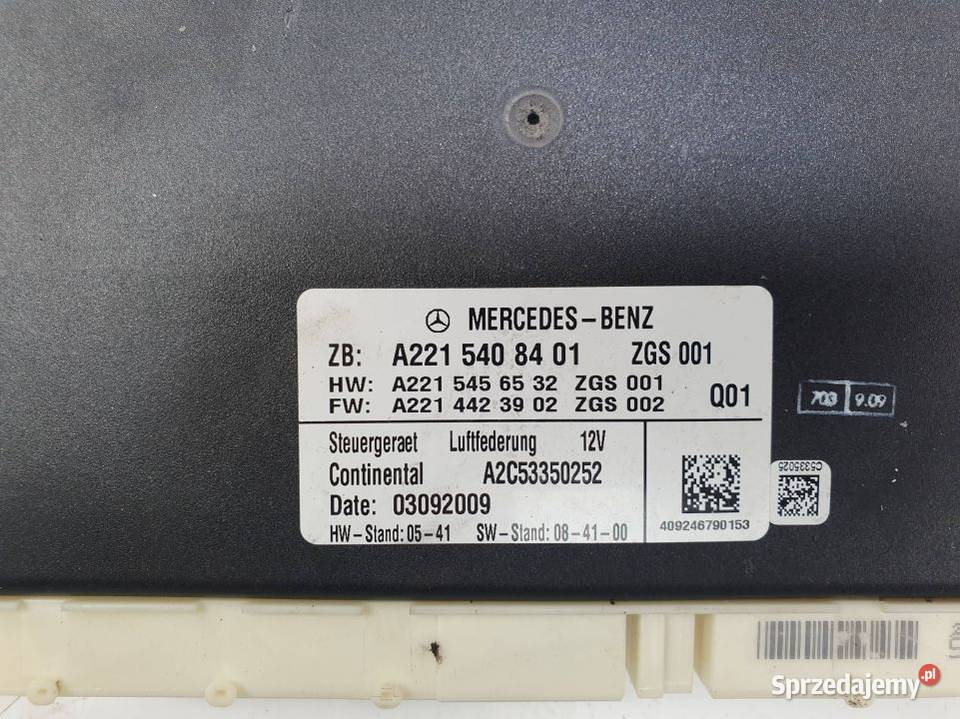 MERCEDES-BENZ
ZB: A221 540 84 01 ZGS 001
HW: A221 545 65 32 ZGS 001
FW: A221 442 39 02 ZGS 002 Q01
Steuergeraet Luftfederung 12V
Continental A2C53350252
Date: 03092009
HW-Stand: 05-41 SW-Stand: 08-41-00
409246790153
C5335025
703 9.09
Sprzedajemy.pl